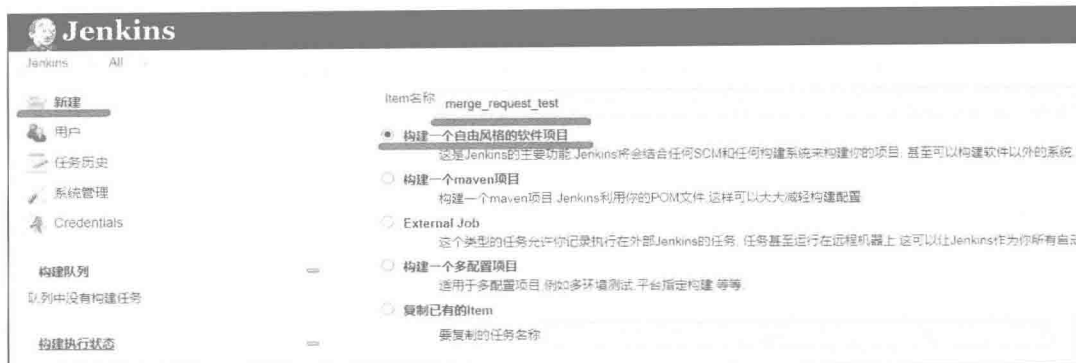 Jenkins
Jenkins All
新建
用户
任务历史
系统管理
Credentials
构建队列
队列中没有构建任务
构建执行状态
Item名称 merge_request_test
构建一个自由风格的软件项目
这是Jenkins的主要功能.Jenkins将会结合任何SCM和任何构建系统来构建你的项目, 甚至可以构建软件以外的系统.
构建一个maven项目
构建一个maven项目.Jenkins利用你的POM文件,这样可以大大减轻构建配置.
External Job
这个类型的任务允许你记录执行在外部Jenkins的任务, 任务甚至运行在远程机器上.这可以让Jenkins作为你所有自
构建一个多配置项目
适用于多配置项目,例如多环境测试,平台指定构建,等等.
复制已有的Item
要复制的任务名称